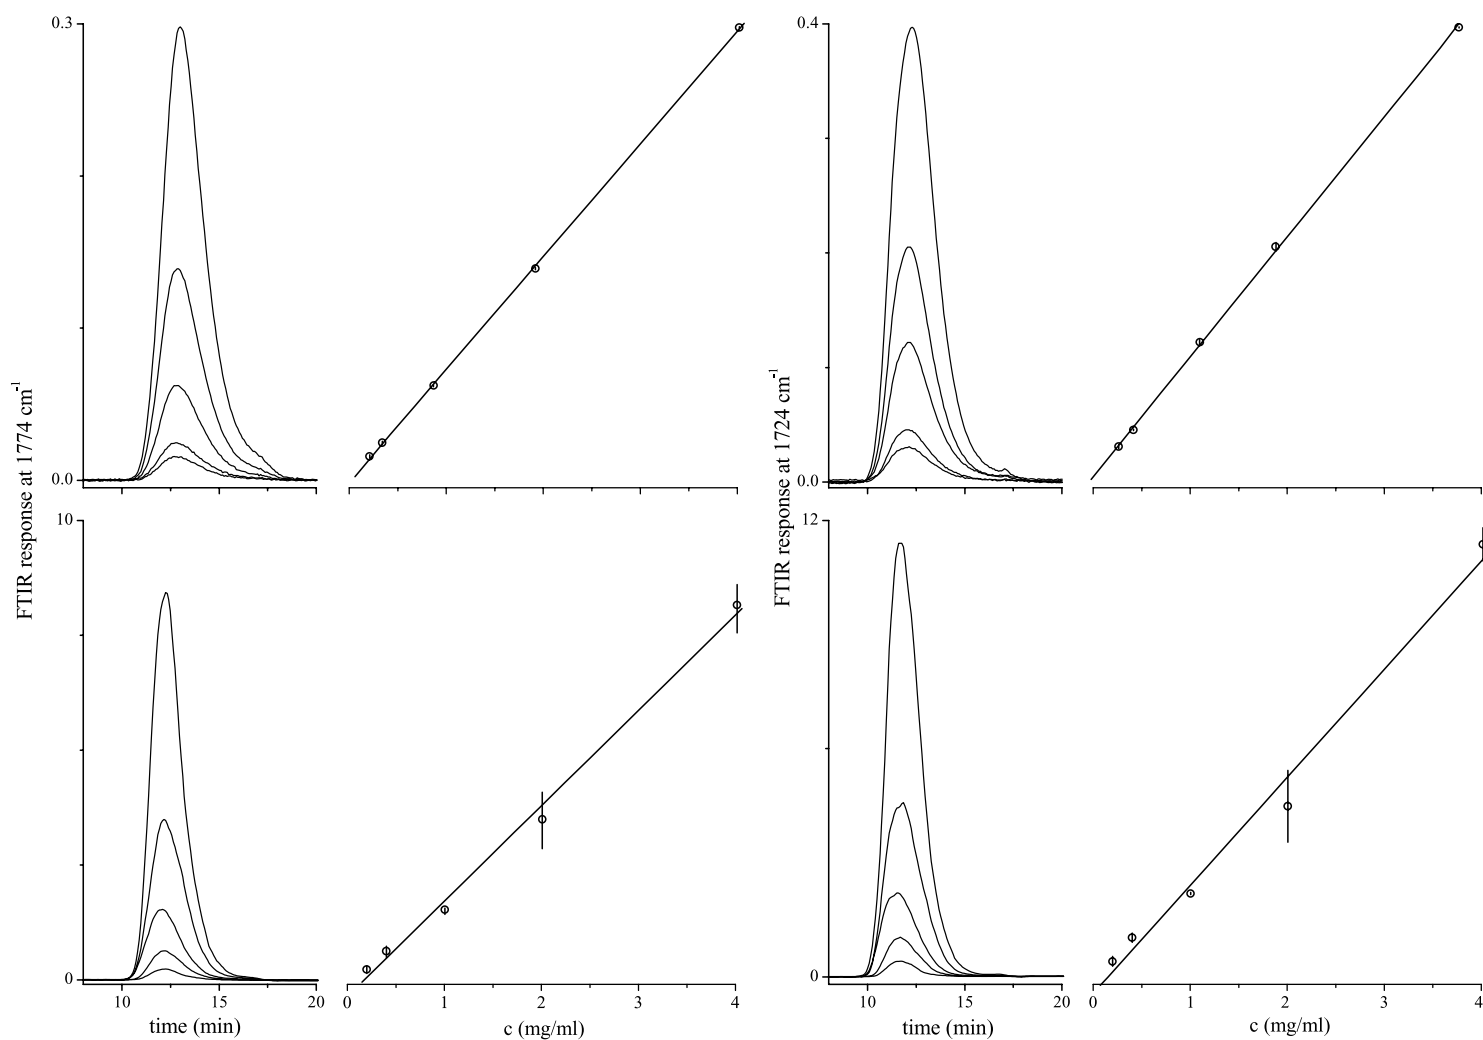 0.3
0.0
0.4
0.0
FTIR response at 1774 cm-1
FTIR response at 1724 cm-1
10
0
12
0
10 15 20
0 1 2 3 4
10 15 20
0 1 2 3 4
time (min)
c (mg/ml)
time (min)
c (mg/ml)